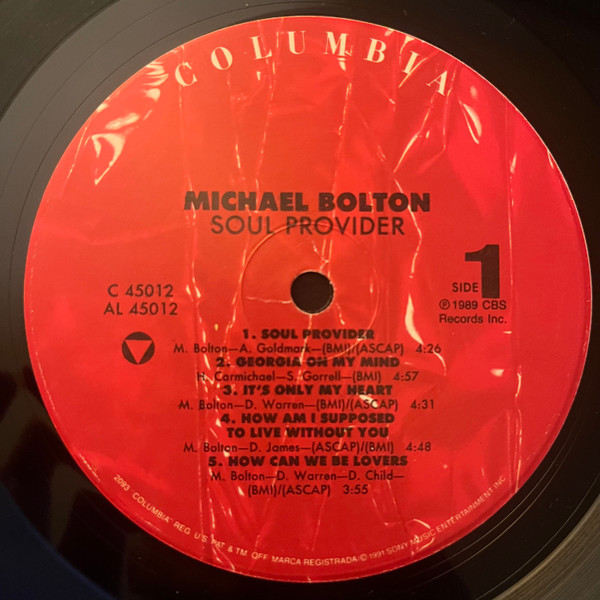 COLUMBIA
MICHAEL BOLTON
SOUL PROVIDER
C 45012
AL 45012
SIDE 1
℗ 1989 CBS
Records Inc.
1. SOUL PROVIDER
M. Bolton—A. Goldmark—(BMI)/(ASCAP) 4:26
2. GEORGIA ON MY MIND
H. Carmichael—S. Gorrell—(BMI) 4:57
3. IT'S ONLY MY HEART
M. Bolton—D. Warren—(BMI)/(ASCAP) 4:31
4. HOW AM I SUPPOSED
TO LIVE WITHOUT YOU
M. Bolton—D. James—(ASCAP)/(BMI) 4:48
5. HOW CAN WE BE LOVERS
M. Bolton—D. Warren—D. Child—
(BMI)/(ASCAP) 3:55
2093 COLUMBIA, REG. U.S. PAT. & TM. OFF. MARCA REGISTRADA/© 1991 SONY MUSIC ENTERTAINMENT INC.